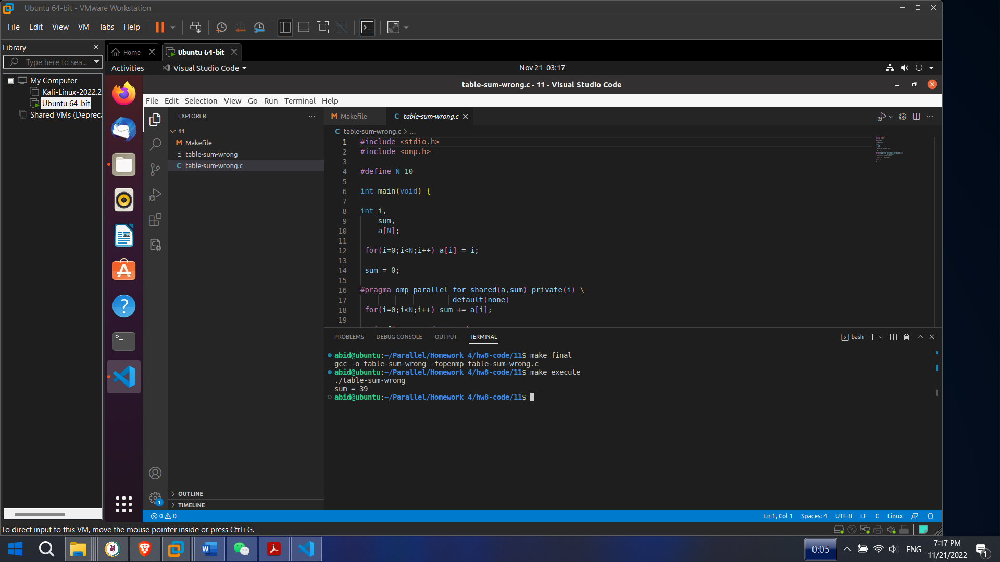 Ubuntu 64-bit - VMware Workstation
File Edit View VM Tabs Help
Library
Type here to sea...
My Computer
Kali-Linux-2022.2
Ubuntu 64-bit
Shared VMs (Depreca
Home
Ubuntu 64-bit
Activities
Visual Studio Code
Nov 21 03:17
table-sum-wrong.c - 11 - Visual Studio Code
File Edit Selection View Go Run Terminal Help
EXPLORER
11
M Makefile
table-sum-wrong
C table-sum-wrong.c
OUTLINE
TIMELINE
M Makefile
C table-sum-wrong.c
C table-sum-wrong.c > ...
1 #include <stdio.h>
2 #include <omp.h>
3
4 #define N 10
5
6 int main(void) {
7
8 int i,
9 sum,
10 a[N];
11
12 for(i=0;i<N;i++) a[i] = i;
13
14 sum = 0;
15
16 #pragma omp parallel for shared(a,sum) private(i) \
17 default(none)
18 for(i=0;i<N;i++) sum += a[i];
19
PROBLEMS DEBUG CONSOLE OUTPUT TERMINAL
bash
abid@ubuntu:~/Parallel/Homework 4/hw8-code/11$ make final
gcc -o table-sum-wrong -fopenmp table-sum-wrong.c
abid@ubuntu:~/Parallel/Homework 4/hw8-code/11$ make execute
./table-sum-wrong
sum = 39
abid@ubuntu:~/Parallel/Homework 4/hw8-code/11$
1
0 0
Ln 1, Col 1 Spaces: 4 UTF-8 LF C Linux
To direct input to this VM, move the mouse pointer inside or press Ctrl+G.
0:05
ENG
7:17 PM
11/21/2022
1